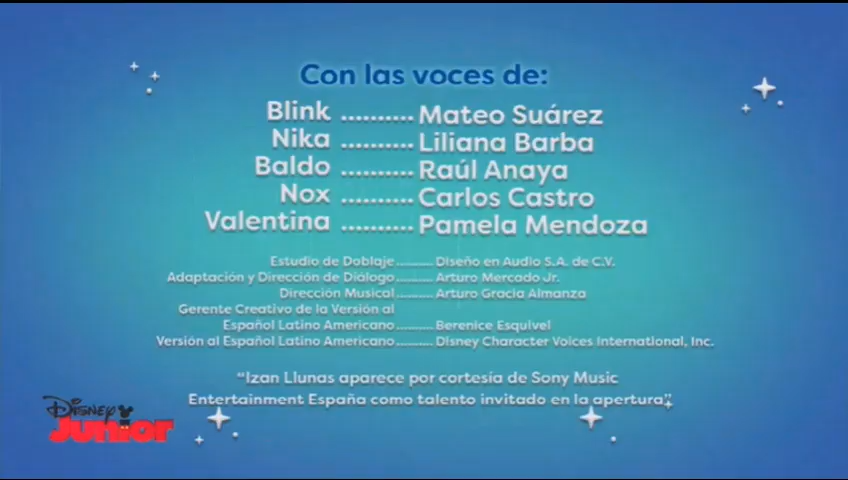 Con las voces de:
Blink .......... Mateo Suárez
Nika .......... Liliana Barba
Baldo .......... Raúl Anaya
Nox .......... Carlos Castro
Valentina .......... Pamela Mendoza
Estudio de Doblaje .......... Diseño en Audio S.A. de C.V.
Adaptación y Dirección de Diálogo .......... Arturo Mercado Jr.
Dirección Musical .......... Arturo Gracia Almanza
Gerente Creativo de la Versión al
Español Latino Americano .......... Berenice Esquivel
Versión al Español Latino Americano .......... Disney Character Voices International, Inc.
“Izan Llunas aparece por cortesía de Sony Music
Entertainment España como talento invitado en la apertura”
Disney
Junior